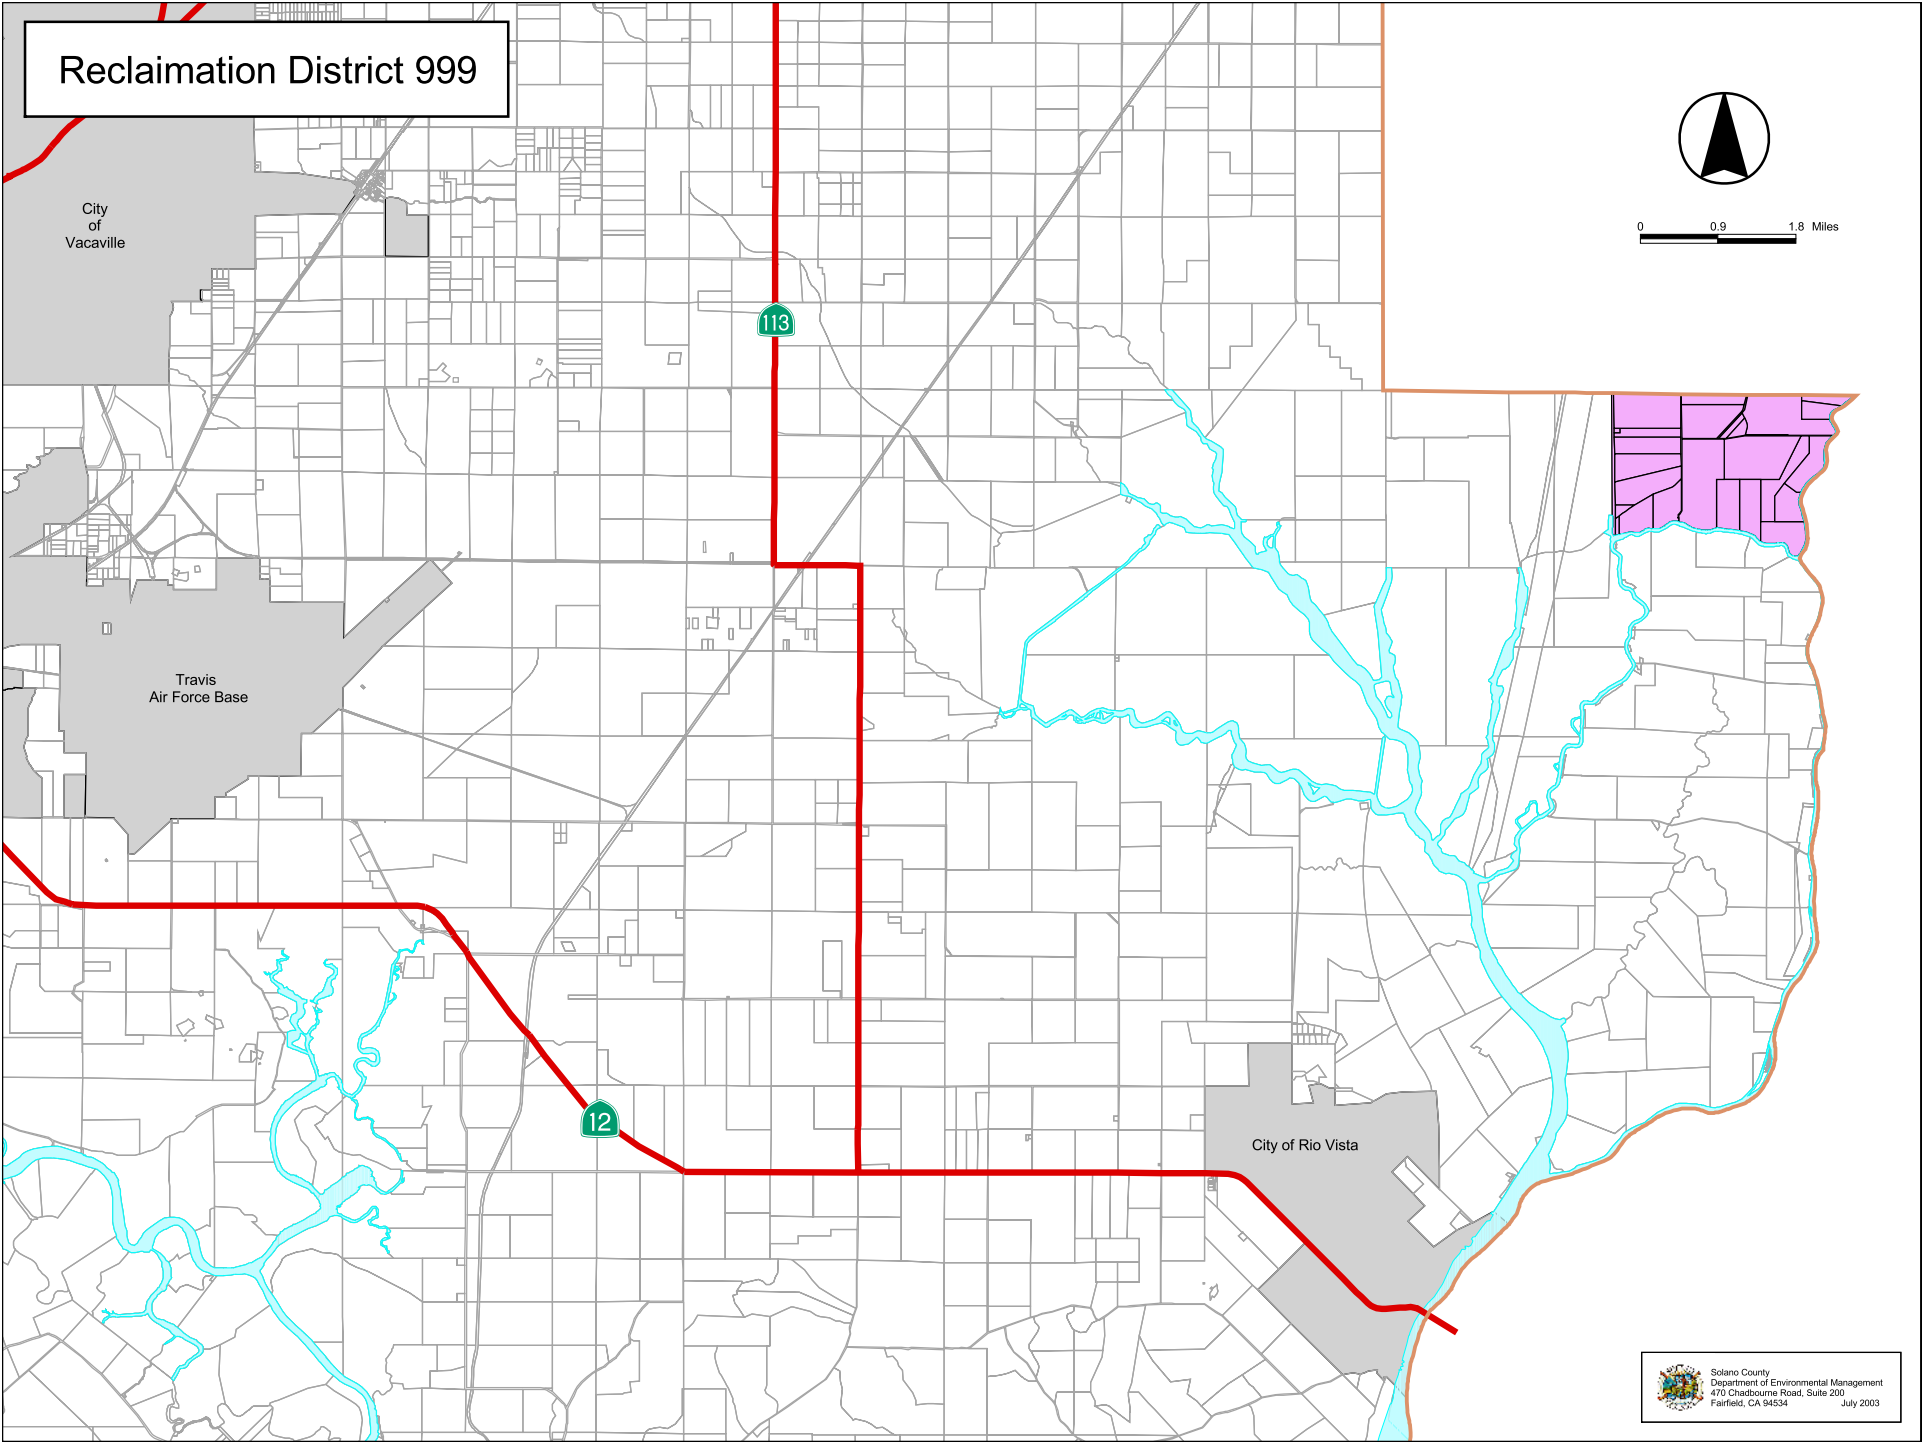 Reclaimation District 999
City
of
Vacaville
0 0.9 1.8 Miles
113
Travis
Air Force Base
12
City of Rio Vista
Solano County
Department of Environmental Management
470 Chadbourne Road, Suite 200
Fairfield, CA 94534 July 2003